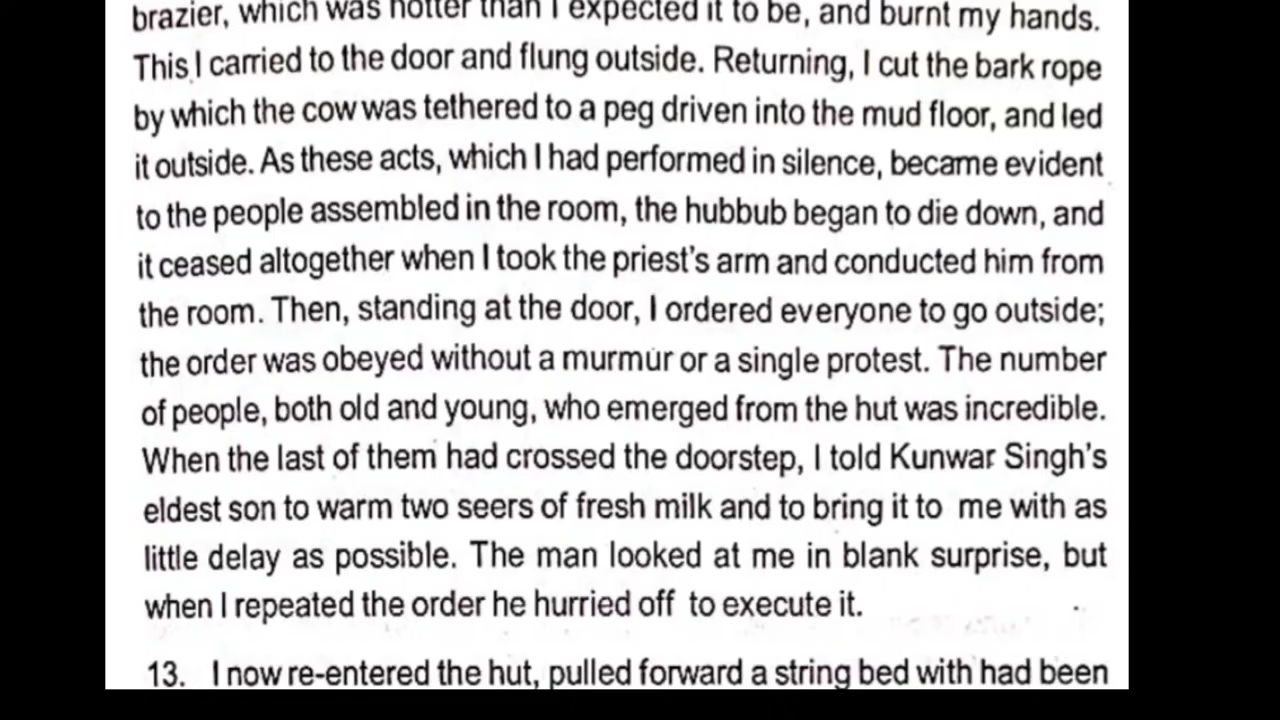 brazier, which was hotter than I expected it to be, and burnt my hands.
This I carried to the door and flung outside. Returning, I cut the bark rope
by which the cow was tethered to a peg driven into the mud floor, and led
it outside. As these acts, which I had performed in silence, became evident
to the people assembled in the room, the hubbub began to die down, and
it ceased altogether when I took the priest's arm and conducted him from
the room. Then, standing at the door, I ordered everyone to go outside;
the order was obeyed without a murmur or a single protest. The number
of people, both old and young, who emerged from the hut was incredible.
When the last of them had crossed the doorstep, I told Kunwar Singh's
eldest son to warm two seers of fresh milk and to bring it to me with as
little delay as possible. The man looked at me in blank surprise, but
when I repeated the order he hurried off to execute it.
13. I now re-entered the hut, pulled forward a string bed with had been